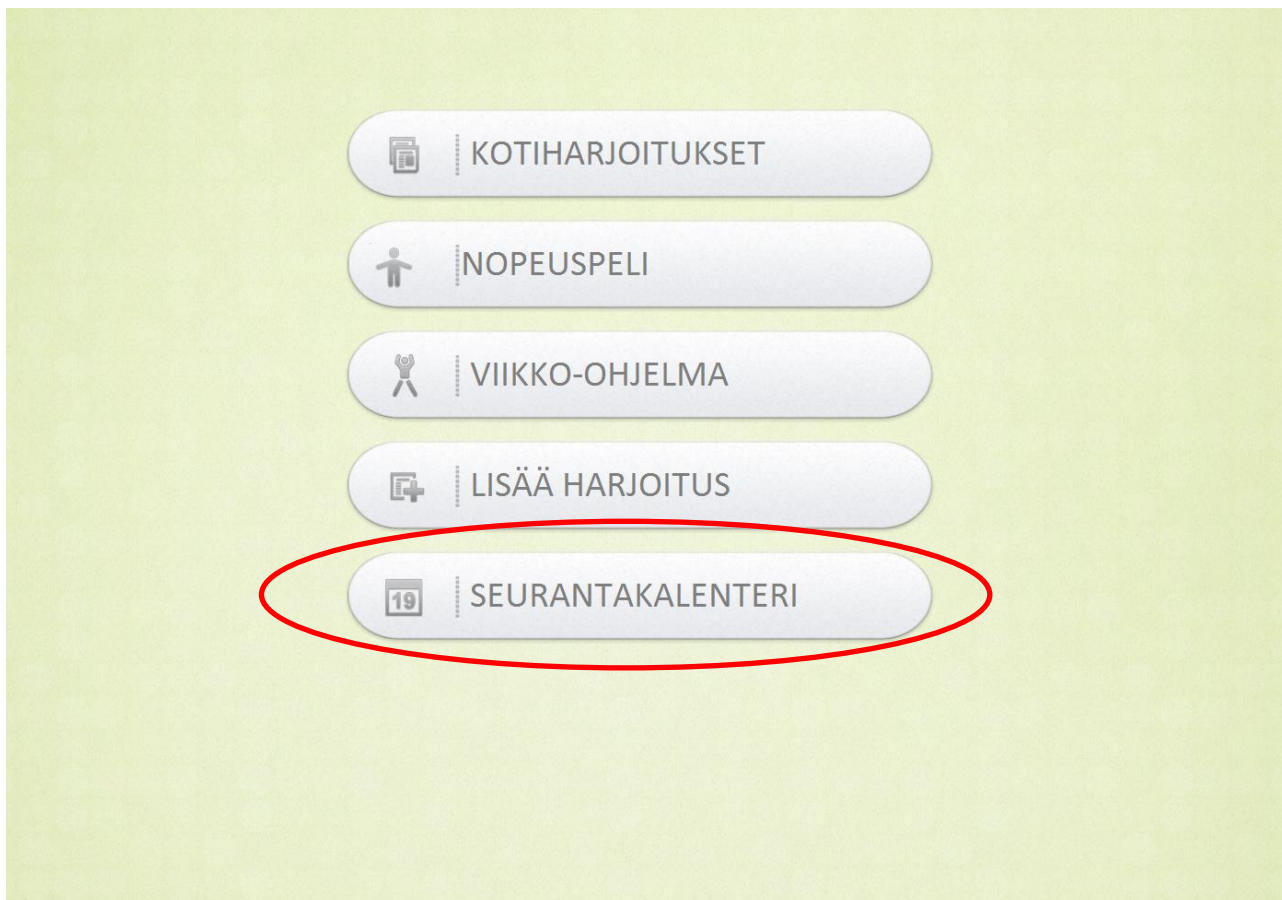 KOTIHARJOITUKSET
NOPEUSPELI
VIIKKO-OHJELMA
LISÄÄ HARJOITUS
19 SEURANTAKALENTERI